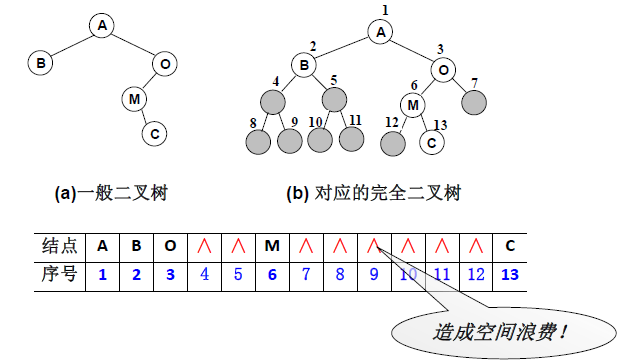 1
A A
2 3
B O B O
4 5 6 7
M M
8 9 10 11 12 13
C C
(a)一般二叉树 (b) 对应的完全二叉树
结点 A B O ∧ ∧ M ∧ ∧ ∧ ∧ ∧ ∧ C
序号 1 2 3 4 5 6 7 8 9 10 11 12 13
造成空间浪费！